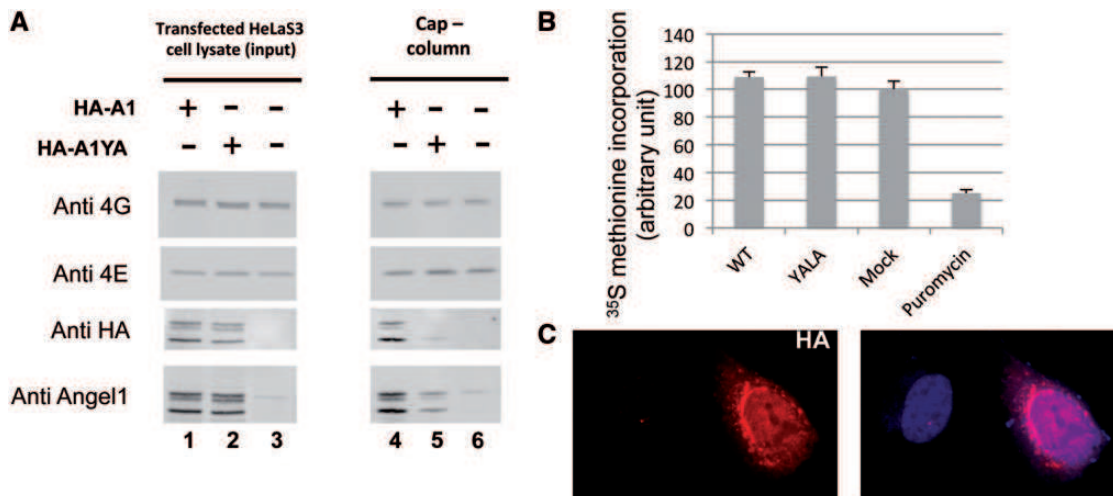 A
Transfected HeLaS3
cell lysate (input)
Cap –
column
HA-A1
+ - - + - -
HA-A1YA
- + - - + -
Anti 4G
Anti 4E
Anti HA
Anti Angel1
1 2 3 4 5 6
B
35S methionine incorporation
(arbitrary unit)
140
120
100
80
60
40
20
0
WT
YALA
Mock
Puromycin
C
HA